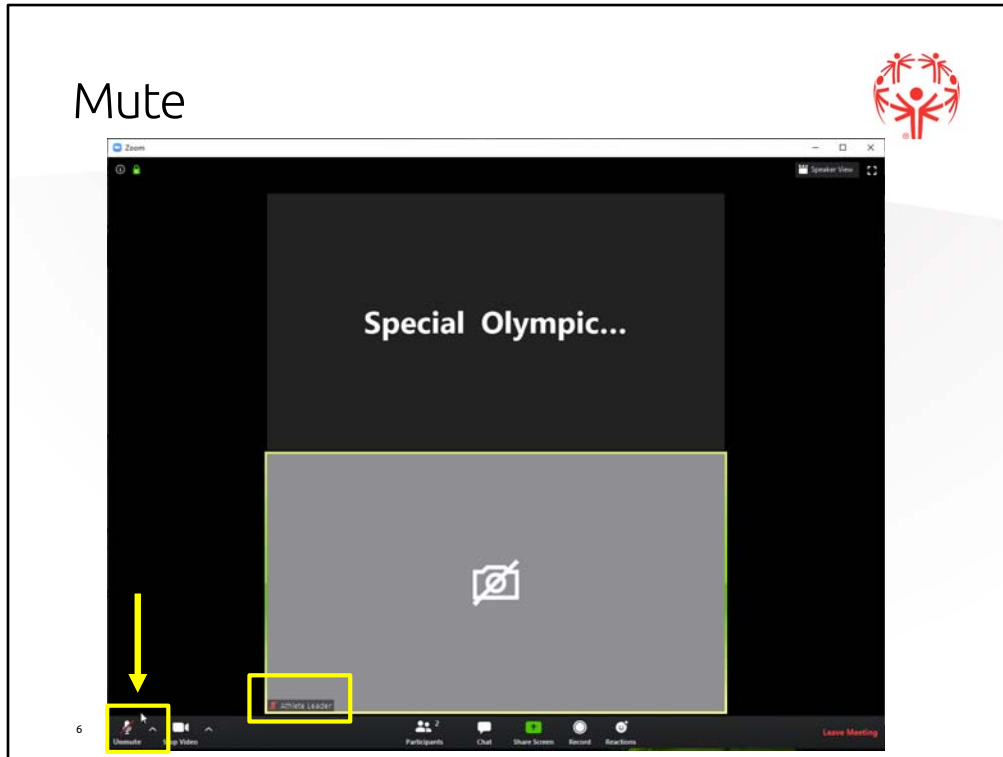 Mute
®
Zoom
Speaker View
Special Olympic...
Athlete Leader
6
Unmute
Stop Video
2
Participants
Chat
Share Screen
Record
Reactions
Leave Meeting